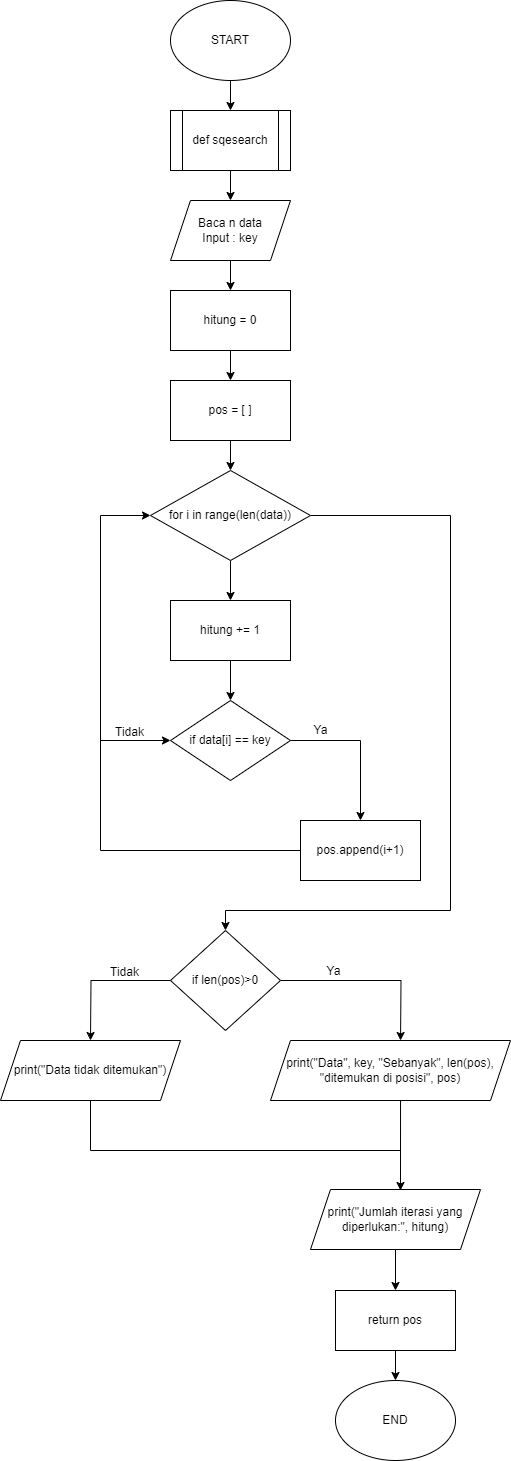 START
def sqesearch
Baca n data
Input : key
hitung = 0
pos = [ ]
for i in range(len(data))
hitung += 1
Tidak
if data[i] == key
Ya
pos.append(i+1)
Tidak
if len(pos)>0
Ya
print("Data tidak ditemukan")
print("Data", key, "Sebanyak", len(pos),
"ditemukan di posisi", pos)
print("Jumlah iterasi yang
diperlukan:", hitung)
return pos
END